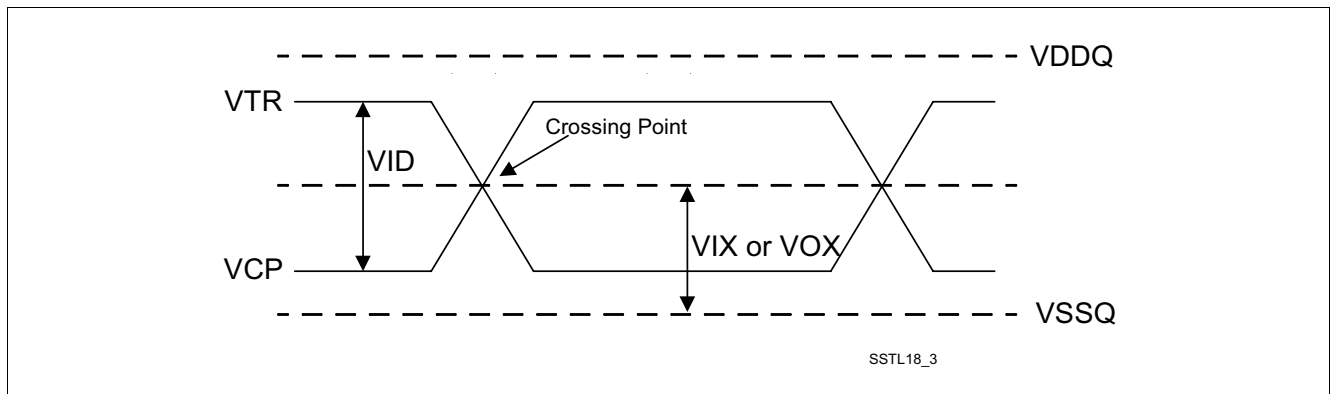 VDDQ
VTR
Crossing Point
VID
VIX or VOX
VCP
VSSQ
SSTL18_3